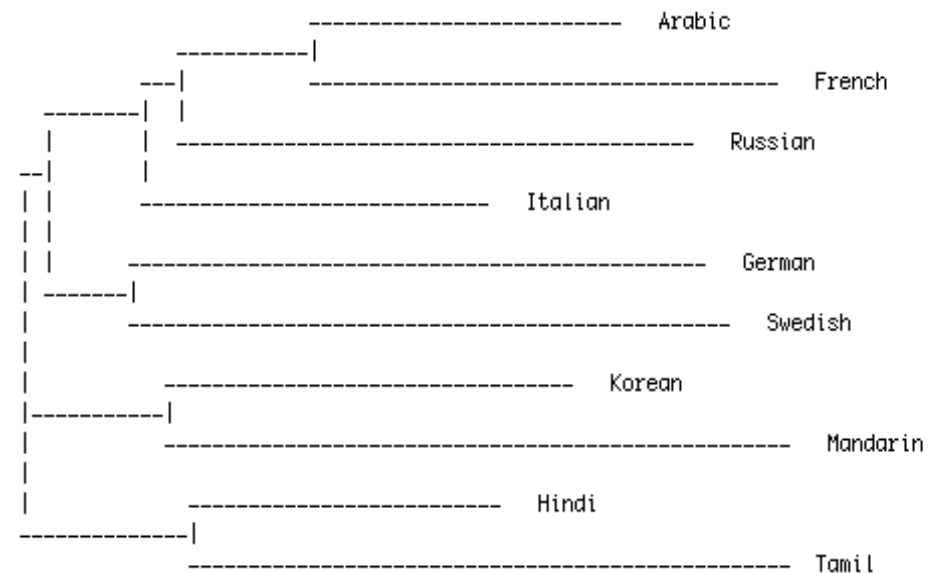 Arabic
French
Russian
Italian
German
Swedish
Korean
Mandarin
Hindi
Tamil